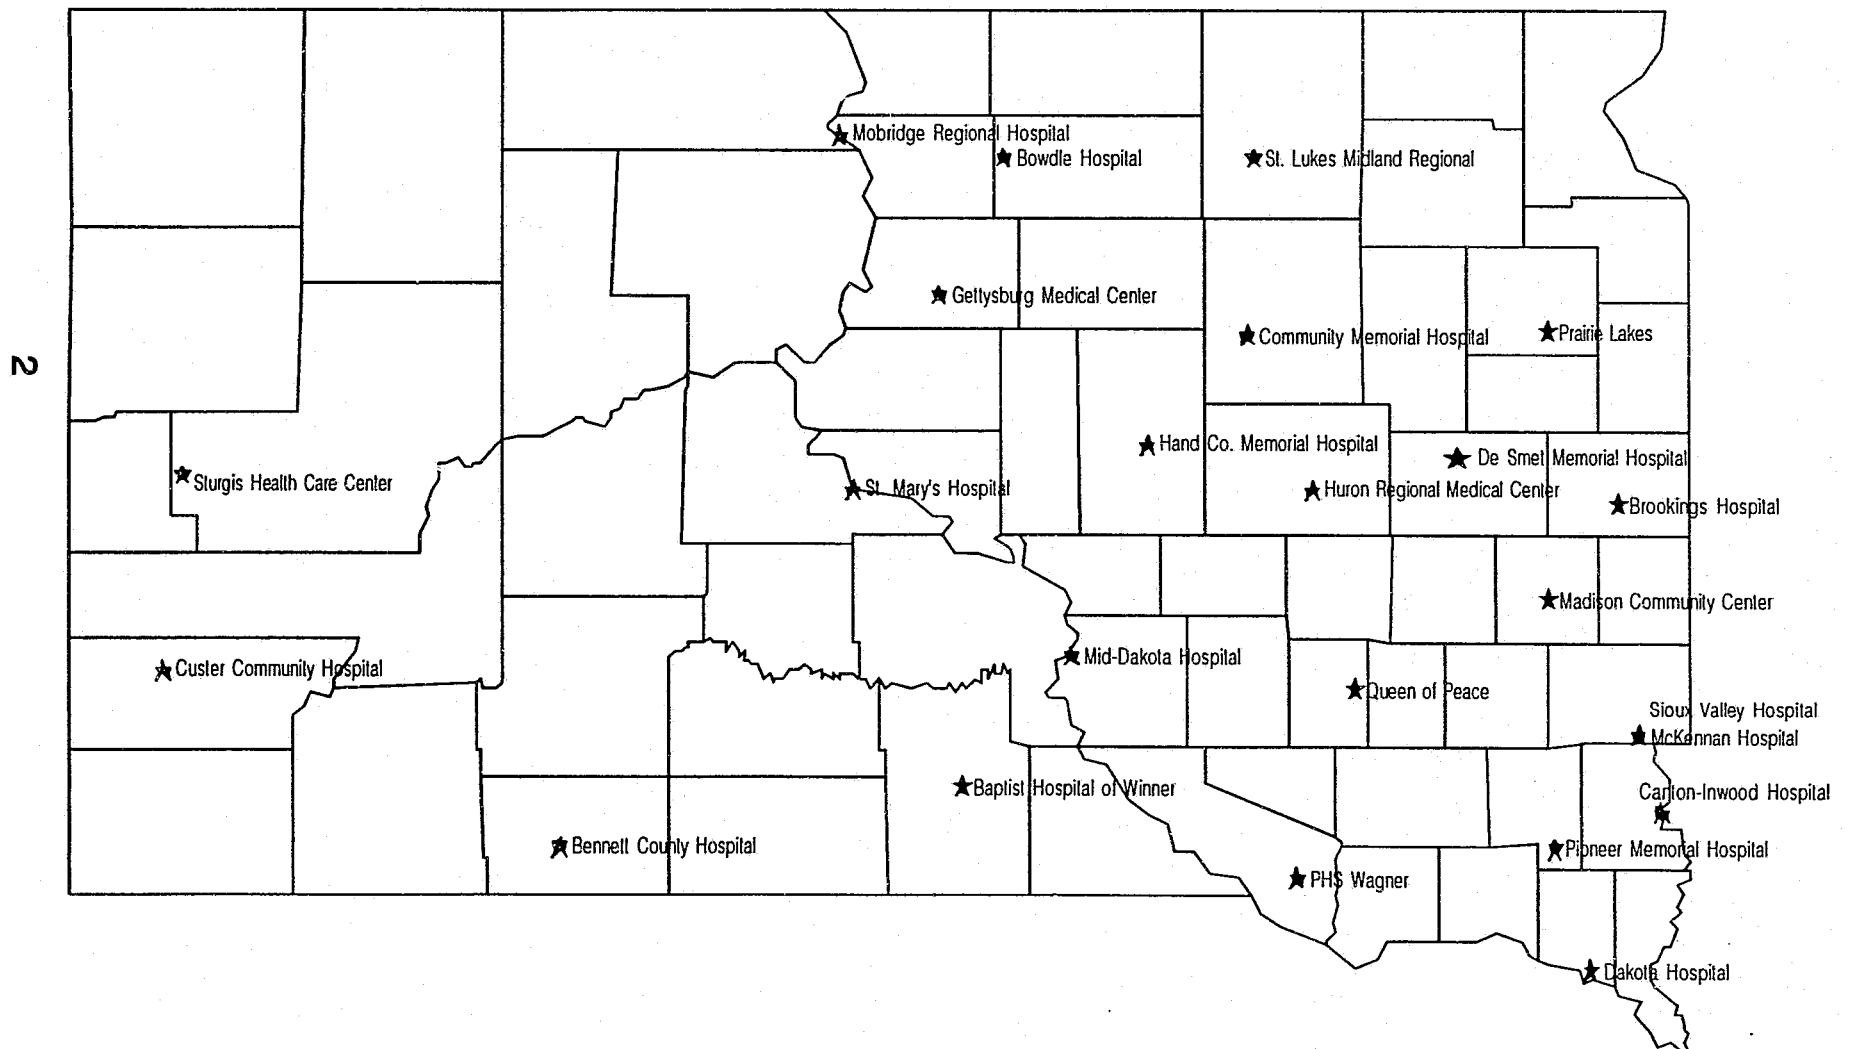 Mobridge Regional Hospital
Bowdle Hospital
St. Lukes Midland Regional
Gettysburg Medical Center
Community Memorial Hospital
Prairie Lakes
2
Hand Co. Memorial Hospital
De Smet Memorial Hospital
Sturgis Health Care Center
St. Mary's Hospital
Huron Regional Medical Center
Brookings Hospital
Madison Community Center
Mid-Dakota Hospital
Custer Community Hospital
Queen of Peace
Sioux Valley Hospital
McKennan Hospital
Baptist Hospital of Winner
Canton-Inwood Hospital
Bennett County Hospital
Pioneer Memorial Hospital
PHS Wagner
Dakota Hospital